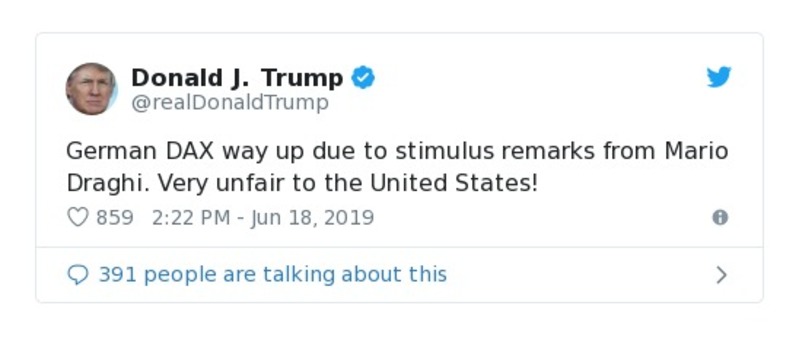 Donald J. Trump
@realDonaldTrump
German DAX way up due to stimulus remarks from Mario
Draghi. Very unfair to the United States!
859 2:22 PM - Jun 18, 2019
391 people are talking about this